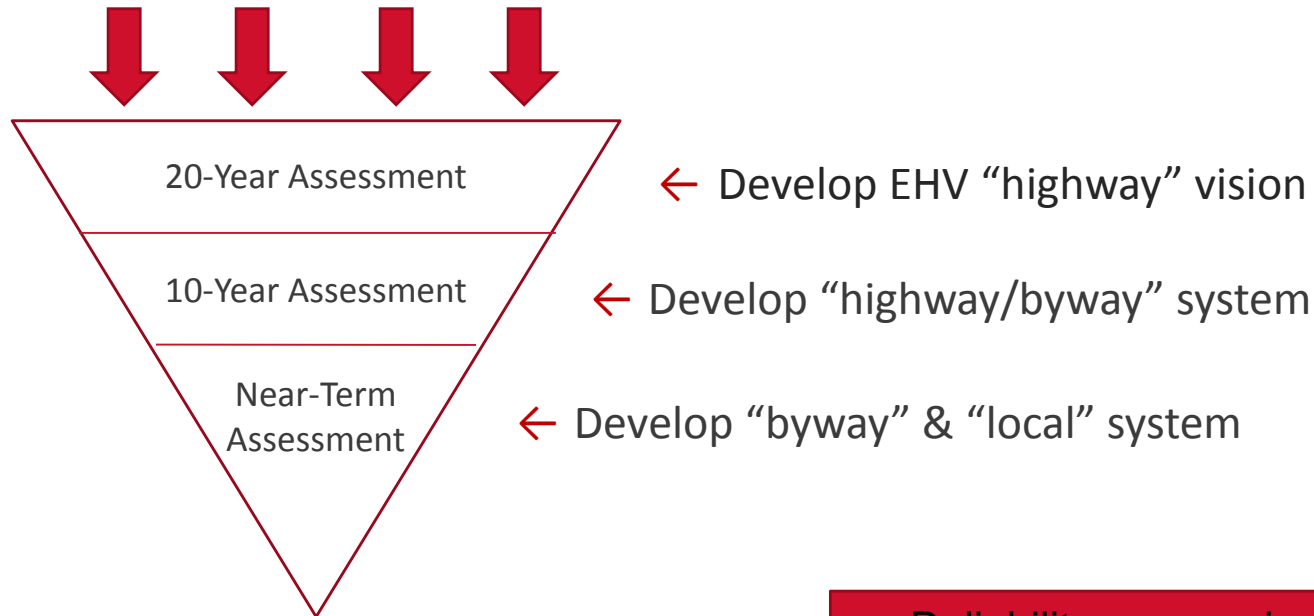 20-Year Assessment
← Develop EHV “highway” vision
10-Year Assessment
← Develop “highway/byway” system
Near-Term
Assessment
← Develop “byway” & “local” system